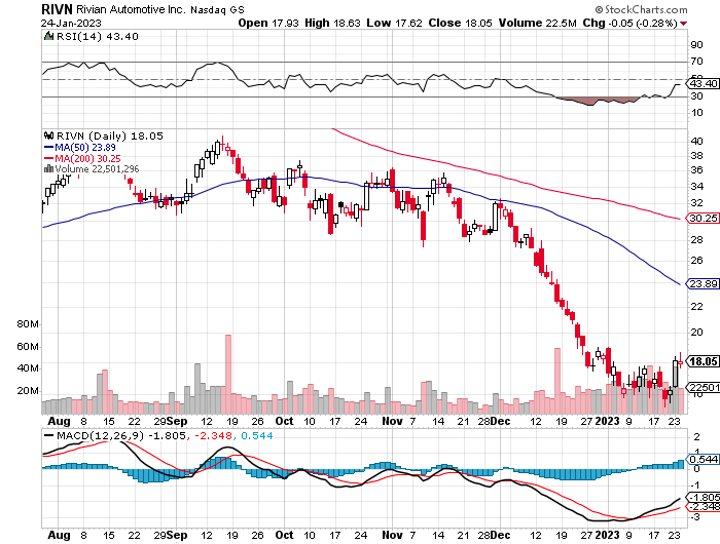 RIVN Rivian Automotive Inc. Nasdaq GS © StockCharts.com
24-Jan-2023 Open 17.93 High 18.63 Low 17.62 Close 18.05 Volume 22.5M Chg -0.05 (-0.28%)
RSI(14) 43.40
90
70
50
43.40
30
10
RIVN (Daily) 18.05
MA(50) 23.89
MA(200) 30.25
Volume 22,501,296
40
38
36
34
32
30.25
28
26
23.89
22
20
18.05
22501
80M
60M
40M
20M
Aug 8 15 22 Sep 12 19 26 Oct 10 17 24 Nov 7 14 21 28 Dec 12 19 27 2023 9 17 23
MACD(12,26,9) -1.805, -2.348, 0.544
2
1
0.544
0
-1.805
-2.348
-3
Aug 8 15 22 Sep 12 19 26 Oct 10 17 24 Nov 7 14 21 28 Dec 12 19 27 2023 9 17 23